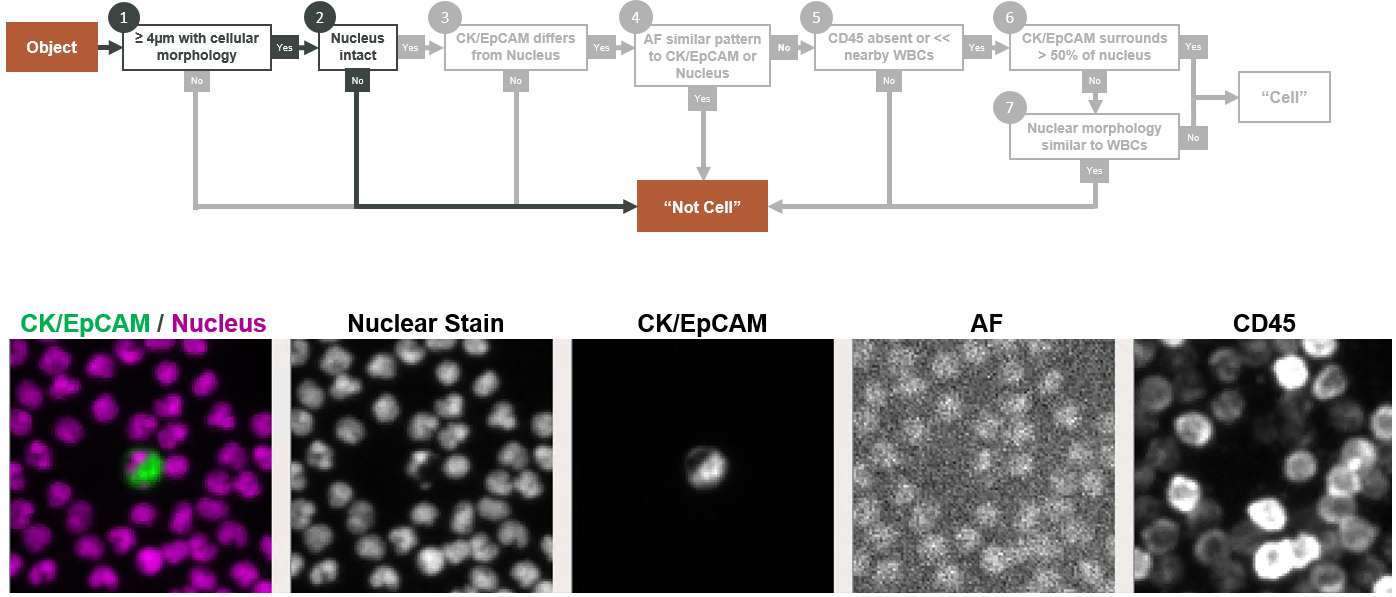 Object
1
≥ 4µm with cellular
morphology
Yes
No
2
Nucleus
intact
Yes
No
3
CK/EpCAM differs
from Nucleus
Yes
No
4
AF similar pattern
to CK/EpCAM or
Nucleus
No
Yes
5
CD45 absent or <<
nearby WBCs
Yes
No
6
CK/EpCAM surrounds
> 50% of nucleus
Yes
No
7
Nuclear morphology
similar to WBCs
No
Yes
“Cell”
“Not Cell”
CK/EpCAM / Nucleus
Nuclear Stain
CK/EpCAM
AF
CD45